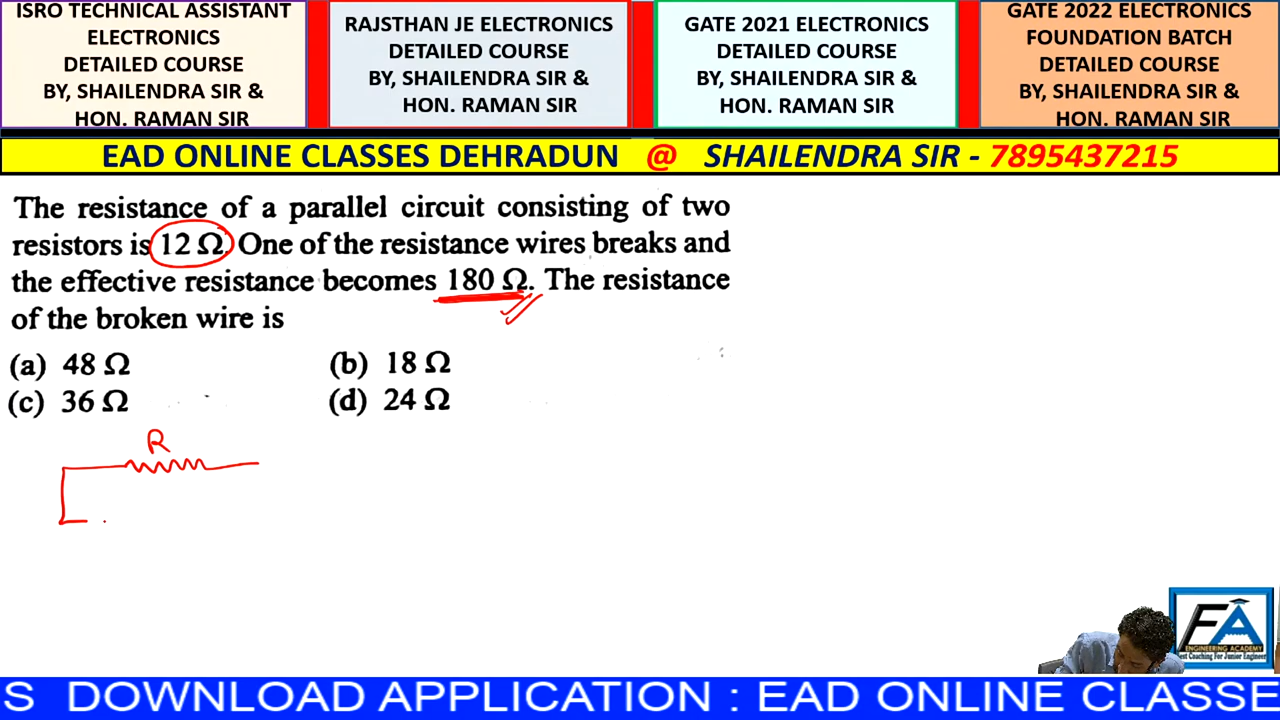 ISRO TECHNICAL ASSISTANT
ELECTRONICS
DETAILED COURSE
BY, SHAILENDRA SIR &
HON. RAMAN SIR
RAJSTHAN JE ELECTRONICS
DETAILED COURSE
BY, SHAILENDRA SIR &
HON. RAMAN SIR
GATE 2021 ELECTRONICS
DETAILED COURSE
BY, SHAILENDRA SIR &
HON. RAMAN SIR
GATE 2022 ELECTRONICS
FOUNDATION BATCH
DETAILED COURSE
BY, SHAILENDRA SIR &
HON. RAMAN SIR
EAD ONLINE CLASSES DEHRADUN @ SHAILENDRA SIR - 7895437215
The resistance of a parallel circuit consisting of two
resistors is 12 Ω. One of the resistance wires breaks and
the effective resistance becomes 180 Ω. The resistance
of the broken wire is
(a) 48 Ω (b) 18 Ω
(c) 36 Ω (d) 24 Ω
R
ENGINEERING ACADEMY
Best Coaching For Junior Engineer
S DOWNLOAD APPLICATION : EAD ONLINE CLASSE